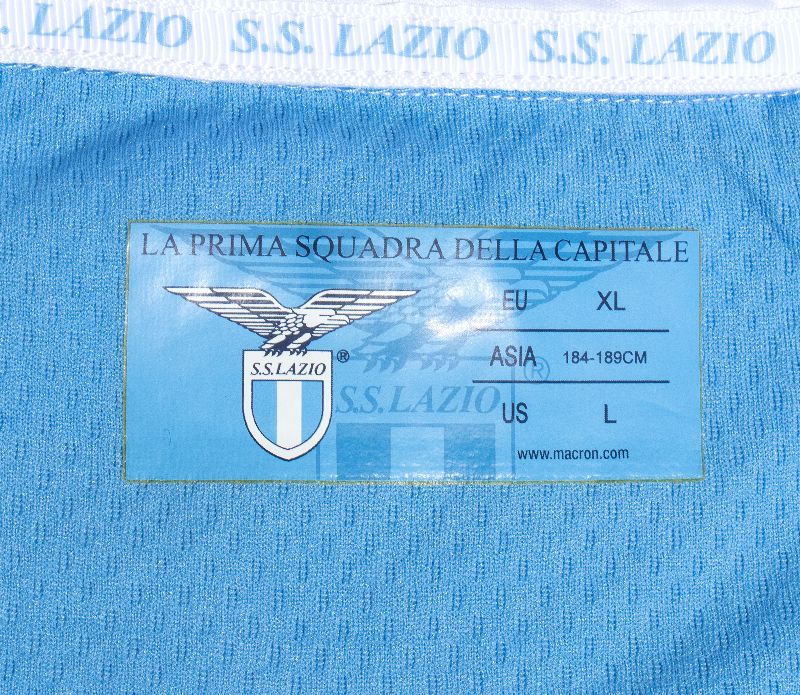 S.S. LAZIO S.S. LAZIO S.S. LAZIO
LA PRIMA SQUADRA DELLA CAPITALE
EU XL
S.S.LAZIO ®
ASIA 184-189CM
®
S.S.LAZIO
US L
www.macron.com